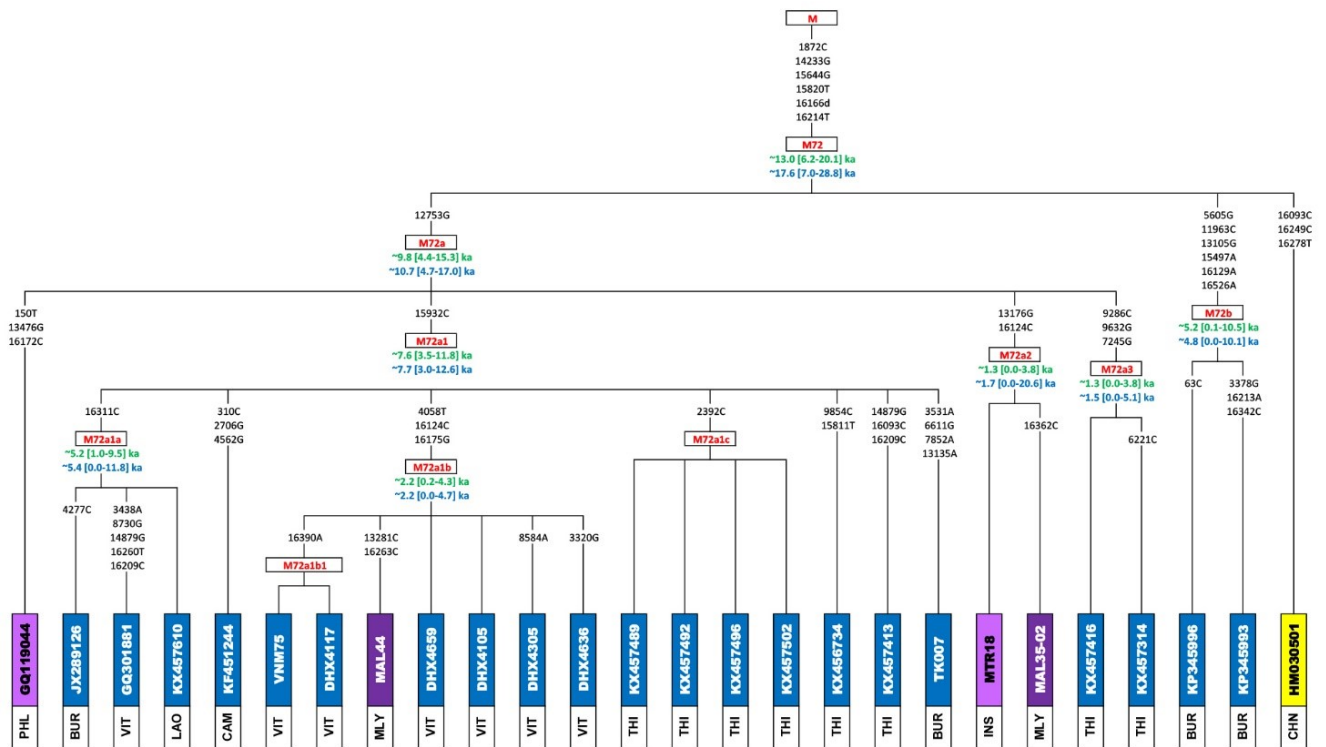 M
1872C
14233G
15644G
15820T
16166d
16214T
M72
~13.0 [6.2-20.1] ka
~17.6 [7.0-28.8] ka
12753G
M72a
~9.8 [4.4-15.3] ka
~10.7 [4.7-17.0] ka
5605G
11963C
13105G
15497A
16129A
16526A
M72b
~5.2 [0.1-10.5] ka
~4.8 [0.0-10.1] ka
16093C
16249C
16278T
150T
13476G
16172C
15932C
M72a1
~7.6 [3.5-11.8] ka
~7.7 [3.0-12.6] ka
13176G
16124C
M72a2
~1.3 [0.0-3.8] ka
~1.7 [0.0-20.6] ka
9286C
9632G
7245G
M72a3
~1.3 [0.0-3.8] ka
~1.5 [0.0-5.1] ka
63C
3378G
16213A
16342C
16311C
M72a1a
~5.2 [1.0-9.5] ka
~5.4 [0.0-11.8] ka
310C
2706G
4562G
4058T
16124C
16175G
M72a1b
~2.2 [0.2-4.3] ka
~2.2 [0.0-4.7] ka
2392C
M72a1c
9854C
15811T
14879G
16093C
16209C
3531A
6611G
7852A
13135A
16362C
6221C
4277C
3438A
8730G
14879G
16260T
16209C
16390A
M72a1b1
13281C
16263C
8584A
3320G
GQ119044
JX289126
GQ301881
KX457610
KF451244
VNM75
DHX4117
MAL44
DHX4659
DHX4105
DHX4305
DHX4636
KX457489
KX457492
KX457496
KX457502
KX456734
KX457413
TK007
MTR18
MAL35-02
KX457416
KX457314
KP345996
KP345993
HM030501
PHL
BUR
VIT
LAO
CAM
VIT
VIT
MLY
VIT
VIT
VIT
VIT
THI
THI
THI
THI
THI
THI
BUR
INS
MLY
THI
THI
BUR
BUR
CHN